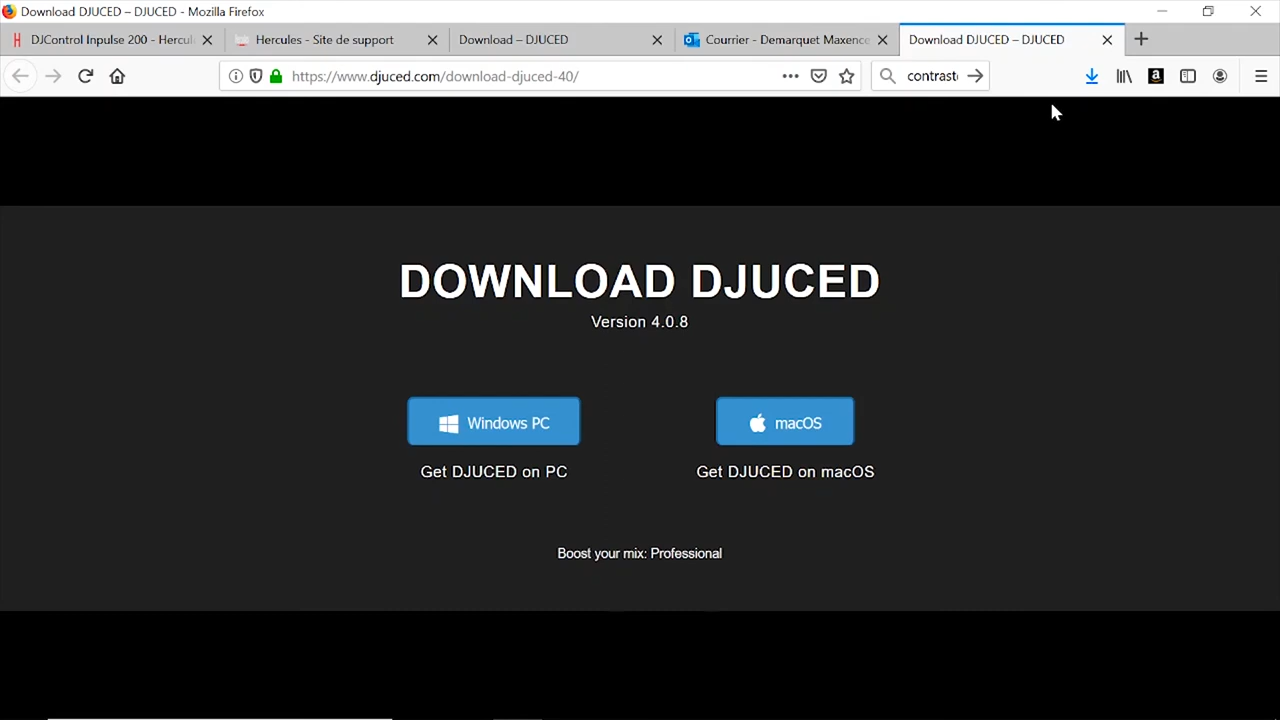 Download DJUCED – DJUCED - Mozilla Firefox
DJControl Inpulse 200 - Hercul
Hercules - Site de support
Download – DJUCED
Courrier - Demarquet Maxence
Download DJUCED – DJUCED
https://www.djuced.com/download-djuced-40/
contraste
DOWNLOAD DJUCED
Version 4.0.8
Windows PC
macOS
Get DJUCED on PC
Get DJUCED on macOS
Boost your mix: Professional